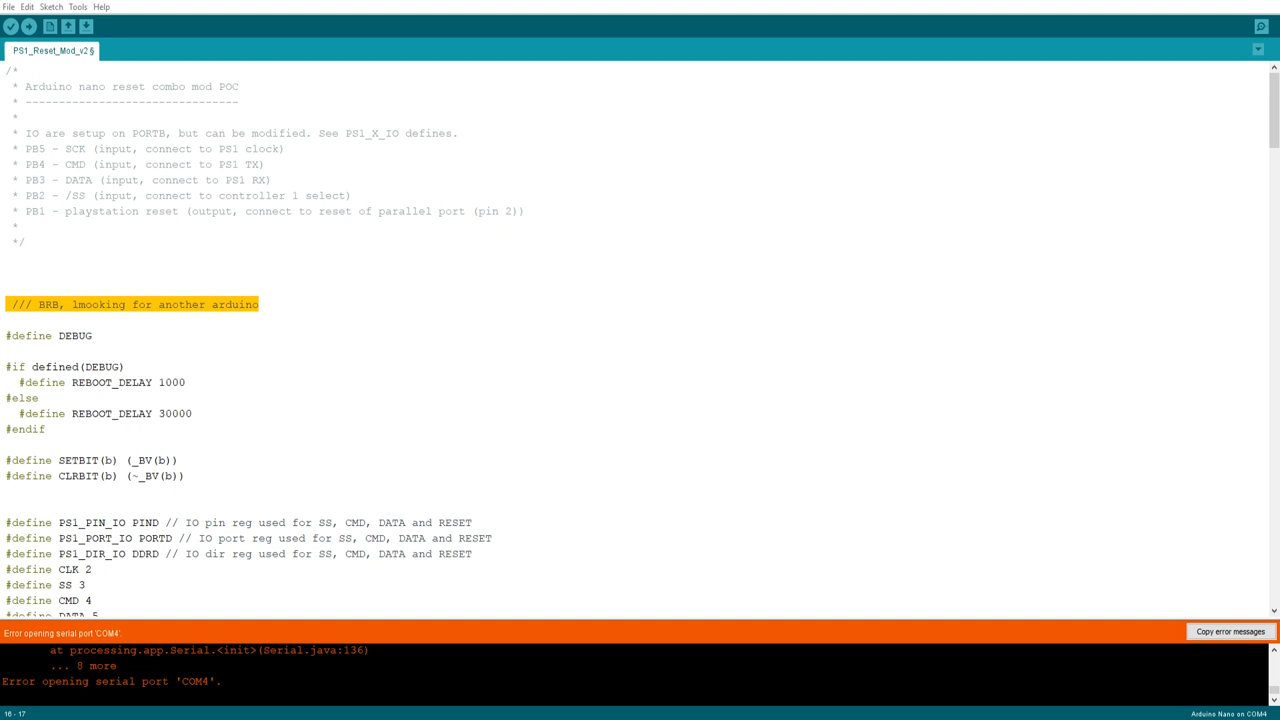 File Edit Sketch Tools Help
PS1_Reset_Mod_v2 §
/*
* Arduino nano reset combo mod POC
* --------------------------------
*
* IO are setup on PORTB, but can be modified. See PS1_X_IO defines.
* PB5 - SCK (input, connect to PS1 clock)
* PB4 - CMD (input, connect to PS1 TX)
* PB3 - DATA (input, connect to PS1 RX)
* PB2 - /SS (input, connect to controller 1 select)
* PB1 - playstation reset (output, connect to reset of parallel port (pin 2))
*
*/
/// BRB, lmooking for another arduino
#define DEBUG
#if defined(DEBUG)
#define REBOOT_DELAY 1000
#else
#define REBOOT_DELAY 30000
#endif
#define SETBIT(b) (_BV(b))
#define CLRBIT(b) (~_BV(b))
#define PS1_PIN_IO PIND // IO pin reg used for SS, CMD, DATA and RESET
#define PS1_PORT_IO PORTD // IO port reg used for SS, CMD, DATA and RESET
#define PS1_DIR_IO DDRD // IO dir reg used for SS, CMD, DATA and RESET
#define CLK 2
#define SS 3
#define CMD 4
#define DATA 5
Error opening serial port 'COM4'.
Copy error messages
at processing.app.Serial.<init>(Serial.java:136)
... 8 more
Error opening serial port 'COM4'.
16 - 17
Arduino Nano on COM4